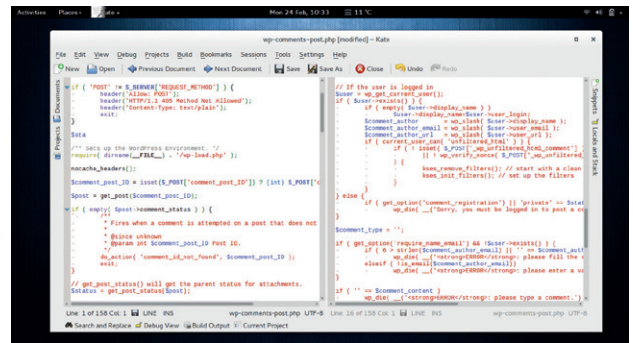 Activities Places Kate Mon 24 Feb, 10:33 11 °C
wp-comments-post.php [modified] – Kate
File Edit View Debug Projects Build Bookmarks Sessions Tools Settings Help
New Open Previous Document Next Document Save Save As Close Undo Redo
Documents
Projects
if ( 'POST' != $_SERVER['REQUEST_METHOD'] ) {
header('Allow: POST');
header('HTTP/1.1 405 Method Not Allowed');
header('Content-Type: text/plain');
exit;
}
$sta
/** Sets up the WordPress Environment. */
require( dirname(__FILE__) . '/wp-load.php' );
nocache_headers();
$comment_post_ID = isset($_POST['comment_post_ID']) ? (int) $_POST['c
$post = get_post($comment_post_ID);
if ( empty( $post->comment_status ) ) {
/**
* Fires when a comment is attempted on a post that does not
*
* @since unknown
* @param int $comment_post_ID Post ID.
*/
do_action( 'comment_id_not_found', $comment_post_ID );
exit;
}
// get_post_status() will get the parent status for attachments.
$status = get_post_status($post);
// If the user is logged in
$user = wp_get_current_user();
if ( $user->exists() ) {
if ( empty( $user->display_name ) )
$user->display_name=$user->user_login;
$comment_author = wp_slash( $user->display_name );
$comment_author_email = wp_slash( $user->user_email );
$comment_author_url = wp_slash( $user->user_url );
if ( current_user_can( 'unfiltered_html' ) ) {
if ( ! isset( $_POST['_wp_unfiltered_html_comment']
|| ! wp_verify_nonce( $_POST['_wp_unfiltered_
) {
kses_remove_filters(); // start with a clean
kses_init_filters(); // set up the filters
}
}
} else {
if ( get_option('comment_registration') || 'private' == $stat
wp_die( __('Sorry, you must be logged in to post a co
}
$comment_type = '';
if ( get_option('require_name_email') && !$user->exists() ) {
if ( 6 > strlen($comment_author_email) || '' == $comment_auth
wp_die( __('<strong>ERROR</strong>: please fill the r
elseif ( !is_email($comment_author_email))
wp_die( __('<strong>ERROR</strong>: please enter a va
}
if ( '' == $comment_content )
wp_die( __('<strong>ERROR</strong>: please type a comment.')
Snippets
Locals and Stack
Line: 1 of 158 Col: 1 LINE INS wp-comments-post.php UTF-8
Line: 16 of 158 Col: 1 LINE INS wp-comments-post.php UTF-8
Search and Replace Debug View Build Output Current Project